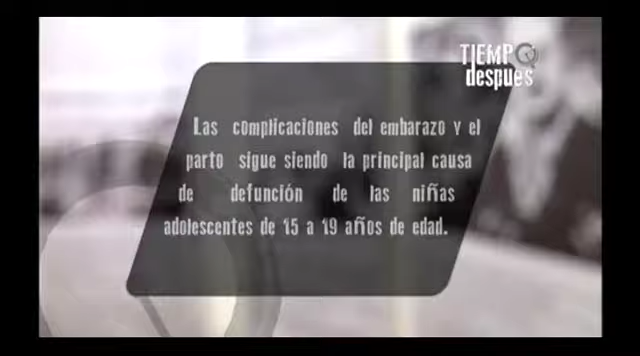 TIEMPO
después
Las complicaciones del embarazo y el
parto sigue siendo la principal causa
de defunción de las niñas
adolescentes de 15 a 19 años de edad.